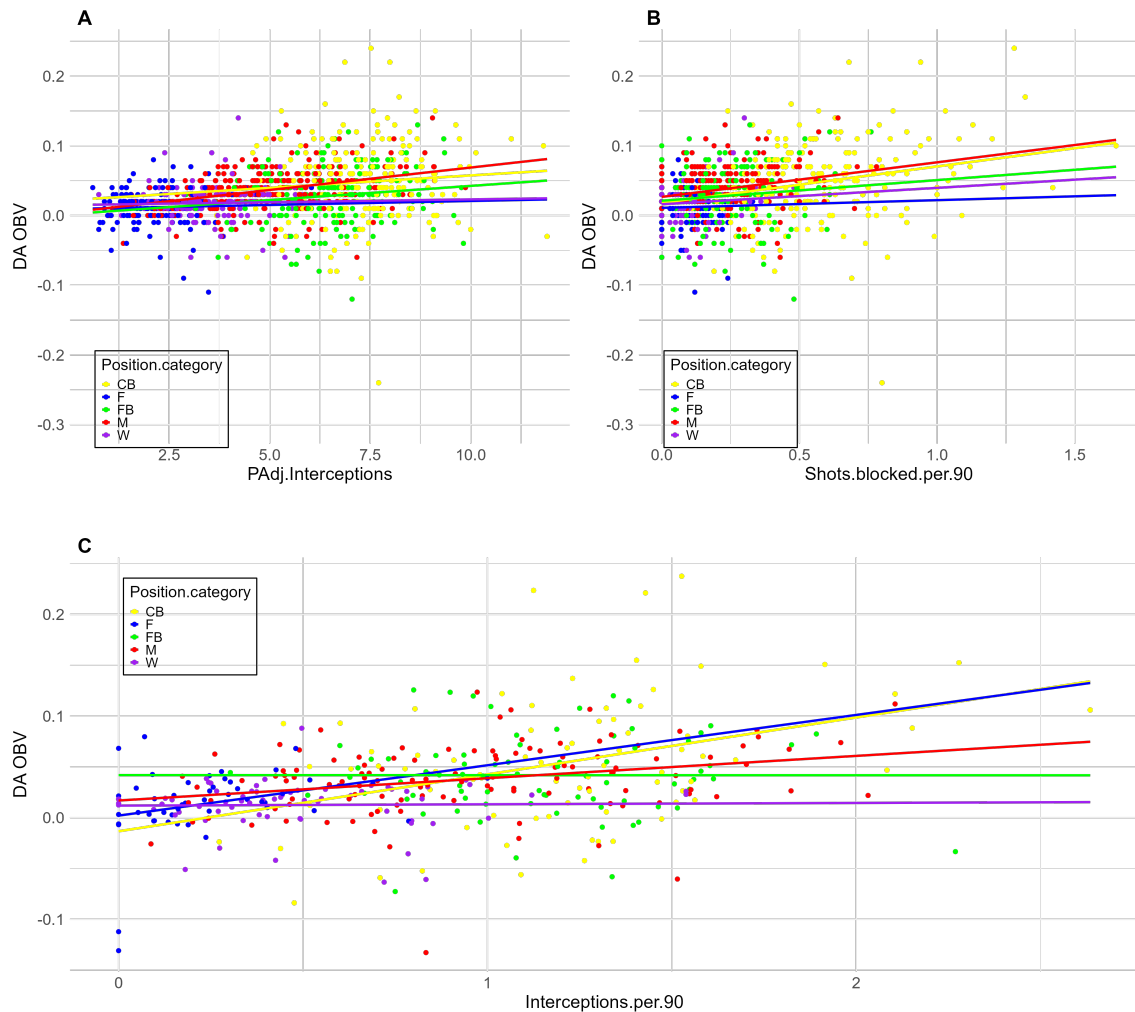 A
DA OBV
0.2
0.1
0.0
-0.1
-0.2
-0.3
Position.category
CB
F
FB
M
W
2.5 5.0 7.5 10.0
PAdj.Interceptions
B
DA OBV
0.2
0.1
0.0
-0.1
-0.2
-0.3
Position.category
CB
F
FB
M
W
0.0 0.5 1.0 1.5
Shots.blocked.per.90
C
DA OBV
0.2
0.1
0.0
-0.1
Position.category
CB
F
FB
M
W
0 1 2
Interceptions.per.90